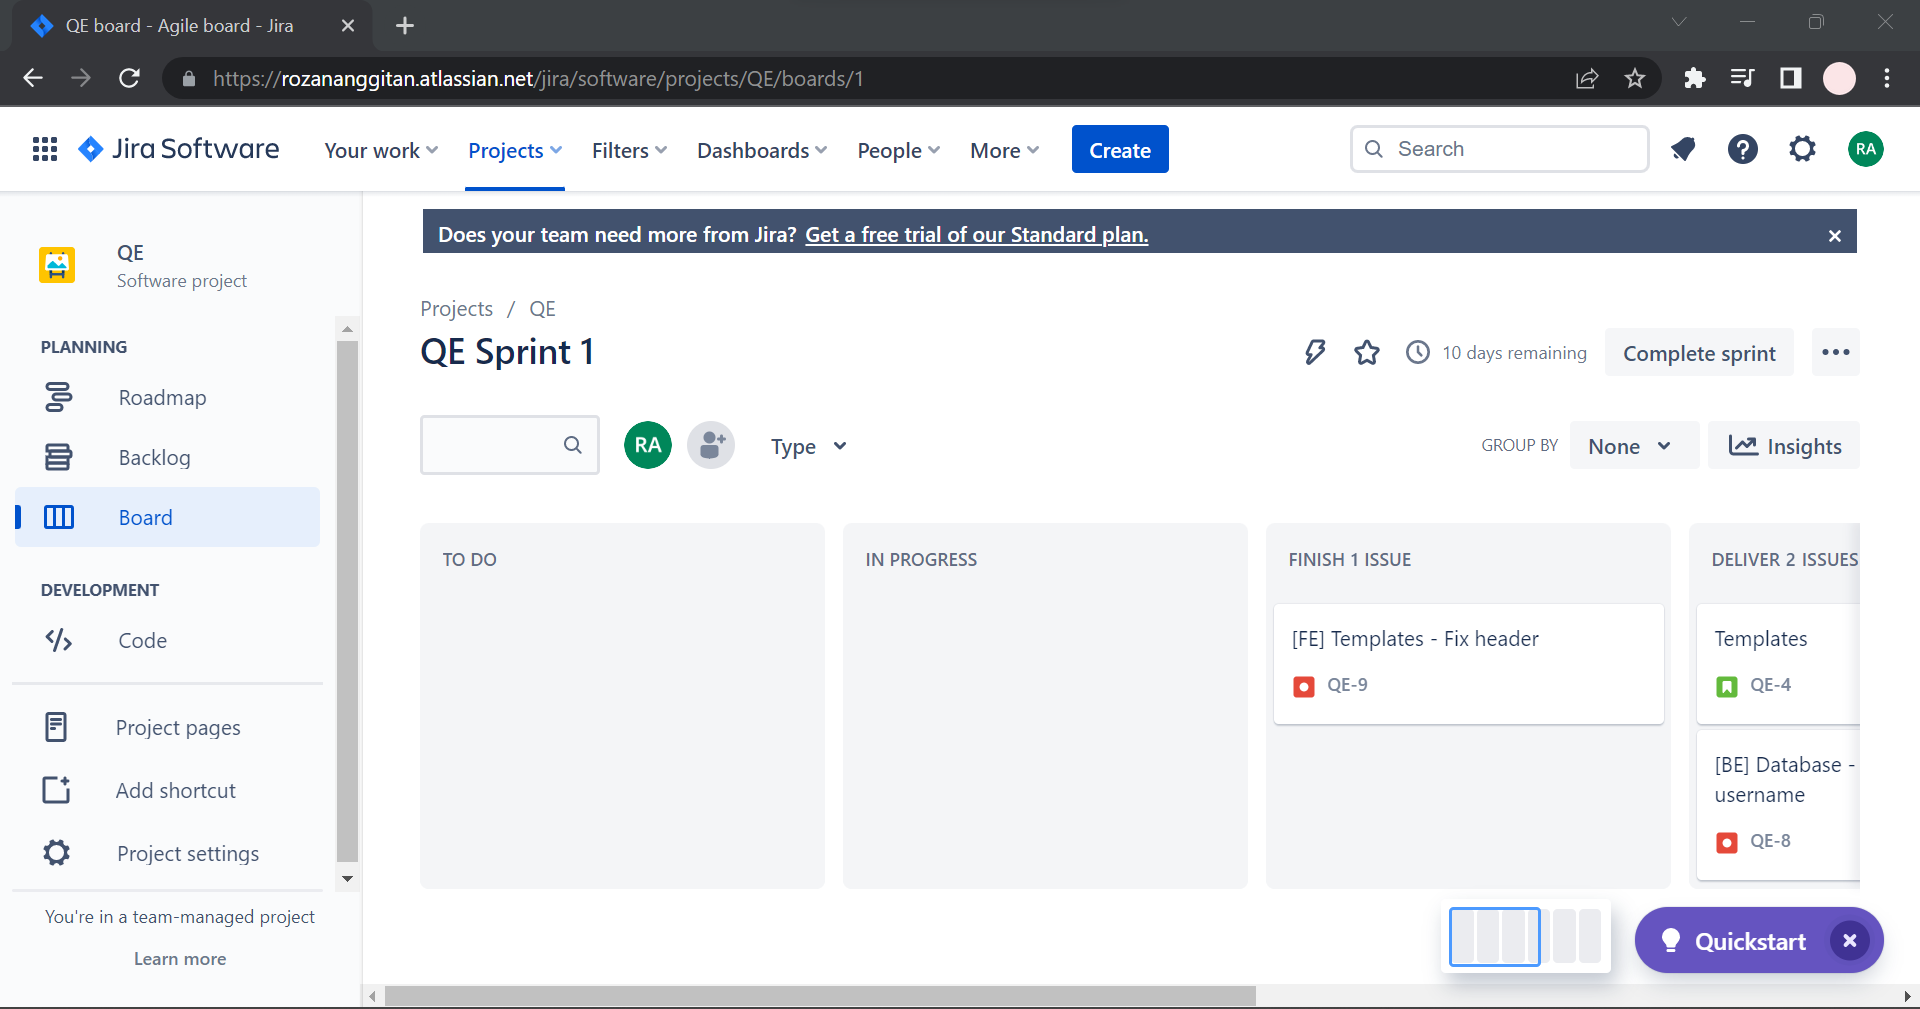 QE board - Agile board - Jira
https://rozananggitan.atlassian.net/jira/software/projects/QE/boards/1
Jira Software
Your work
Projects
Filters
Dashboards
People
More
Create
Search
RA
Does your team need more from Jira? Get a free trial of our Standard plan.
QE
Software project
PLANNING
Roadmap
Backlog
Board
DEVELOPMENT
Code
Project pages
Add shortcut
Project settings
You're in a team-managed project
Learn more
Projects / QE
QE Sprint 1
10 days remaining
Complete sprint
RA
Type
GROUP BY
None
Insights
TO DO
IN PROGRESS
FINISH 1 ISSUE
[FE] Templates - Fix header
QE-9
DELIVER 2 ISSUES
Templates
QE-4
[BE] Database -
username
QE-8
Quickstart